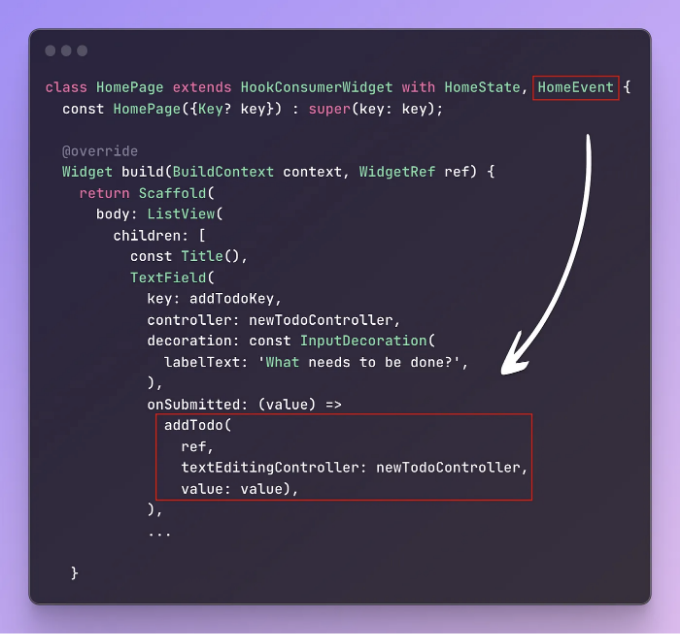 class HomePage extends HookConsumerWidget with HomeState, HomeEvent {
  const HomePage({Key? key}) : super(key: key);

  @override
  Widget build(BuildContext context, WidgetRef ref) {
    return Scaffold(
      body: ListView(
        children: [
          const Title(),
          TextField(
            key: addTodoKey,
            controller: newTodoController,
            decoration: const InputDecoration(
              labelText: 'What needs to be done?',
            ),
            onSubmitted: (value) =>
              addTodo(
                ref,
                textEditingController: newTodoController,
                value: value),
            ),
            ...

   }